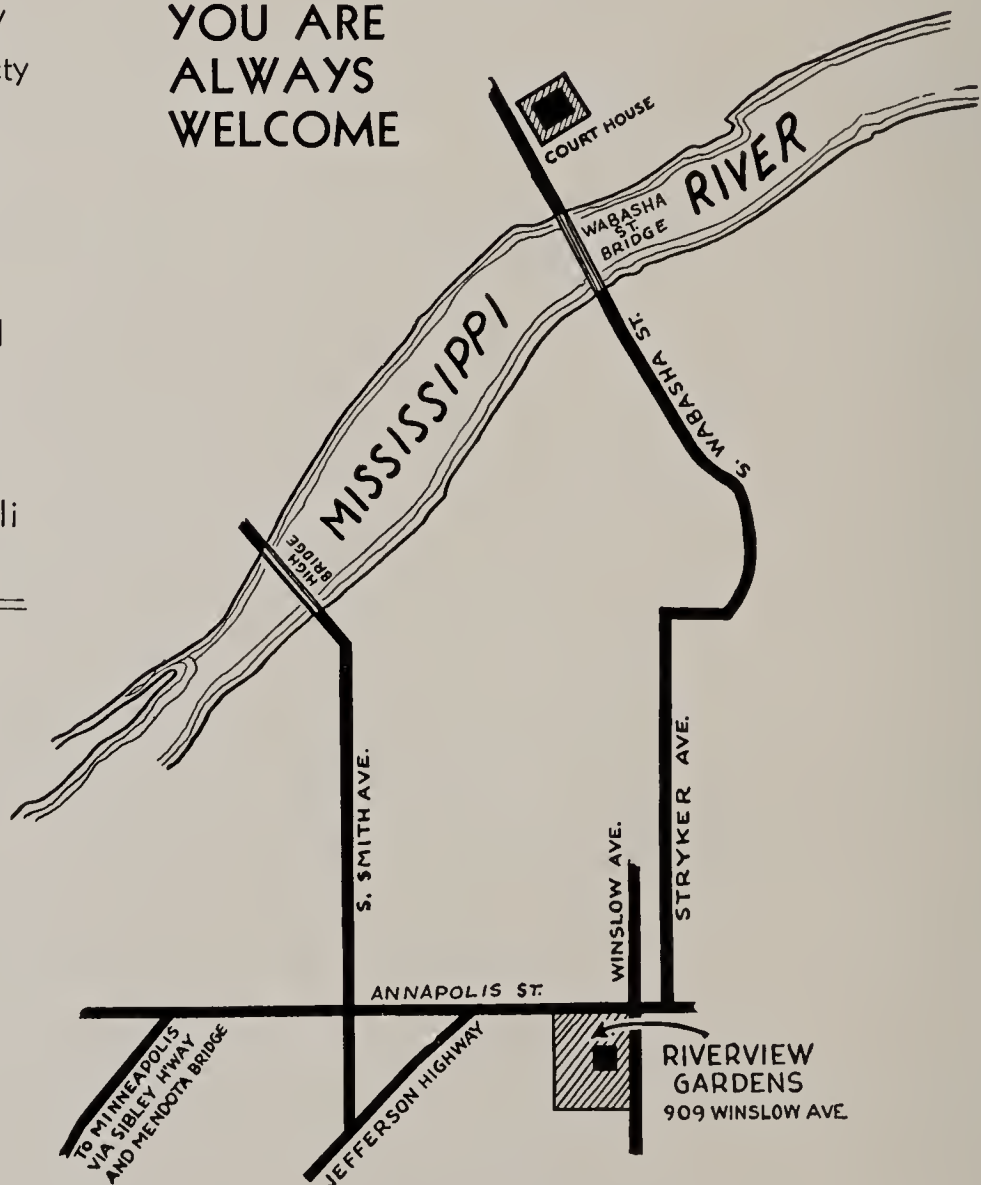 y
YOU ARE
ALWAYS
WELCOME
cty
COURT HOUSE
RIVER
WABASHA
ST.
BRIDGE
S. WABASHA ST.
MISSISSIPPI
HIGH
BRIDGE
li
S. SMITH AVE.
STRYKER AVE.
WINSLOW AVE.
ANNAPOLIS ST.
TO MINNEAPOLIS
VIA SIBLEY H'WAY
AND MENDOTA BRIDGE
JEFFERSON HIGHWAY
RIVERVIEW
GARDENS
909 WINSLOW AVE.